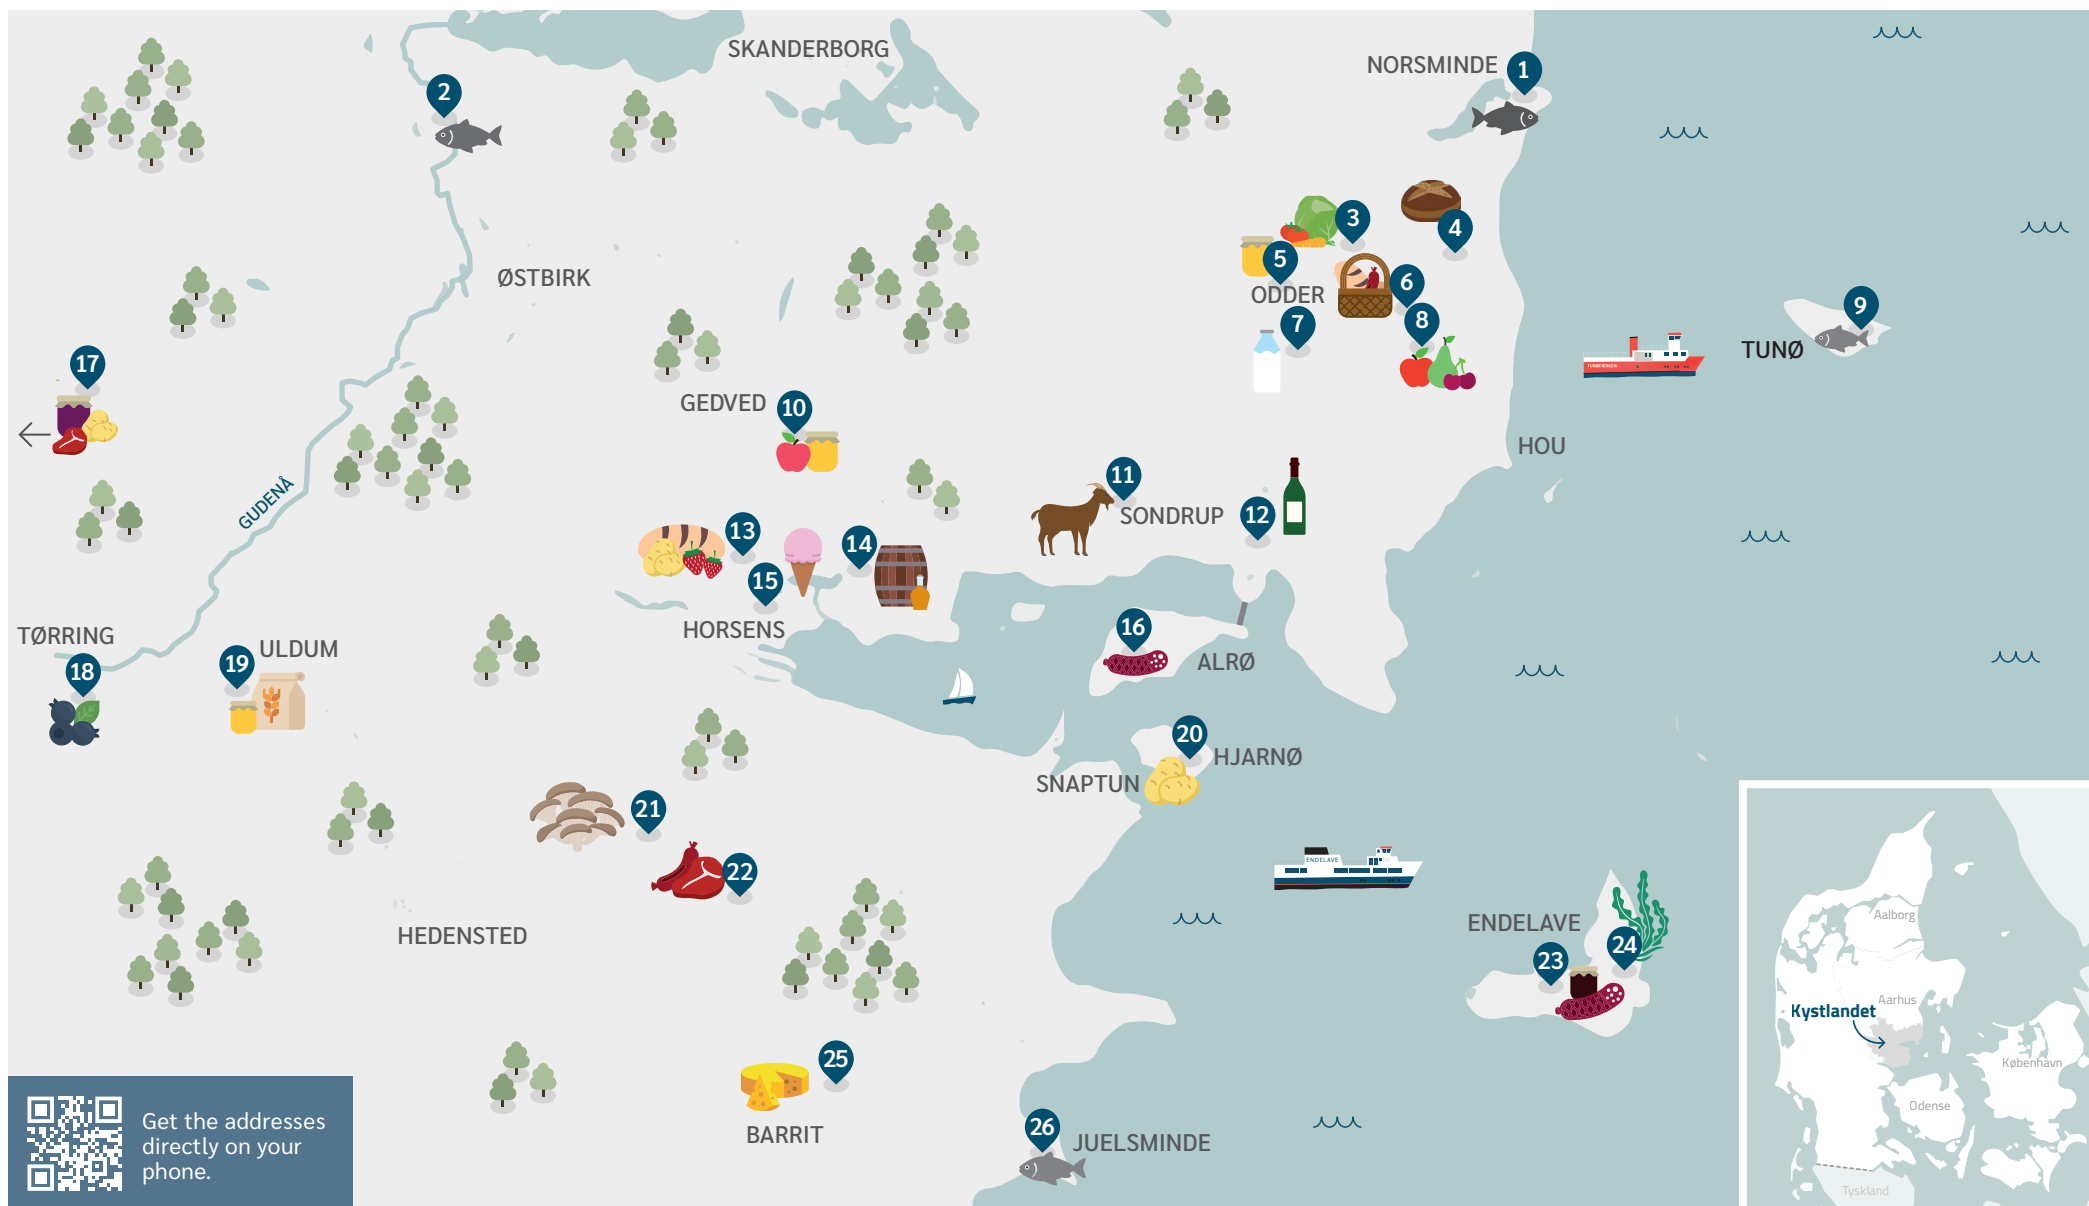 SKANDERBORG
NORSMINDE
1
2
3
4
5
ODDER
6
7
8
9
TUNØ
TUNØFÆRGEN
ØSTBIRK
17
GEDVED
10
HOU
GUDENÅ
11
SONDRUP
12
13
14
15
HORSENS
16
ALRØ
TØRRING
18
19
ULDUM
20
HJARNØ
SNAPTUN
21
22
ENDELAVE
HEDENSTED
ENDELAVE
23
24
25
BARRIT
26
JUELSMINDE
Get the addresses
directly on your
phone.
Aalborg
Aarhus
Kystlandet
København
Odense
Tyskland